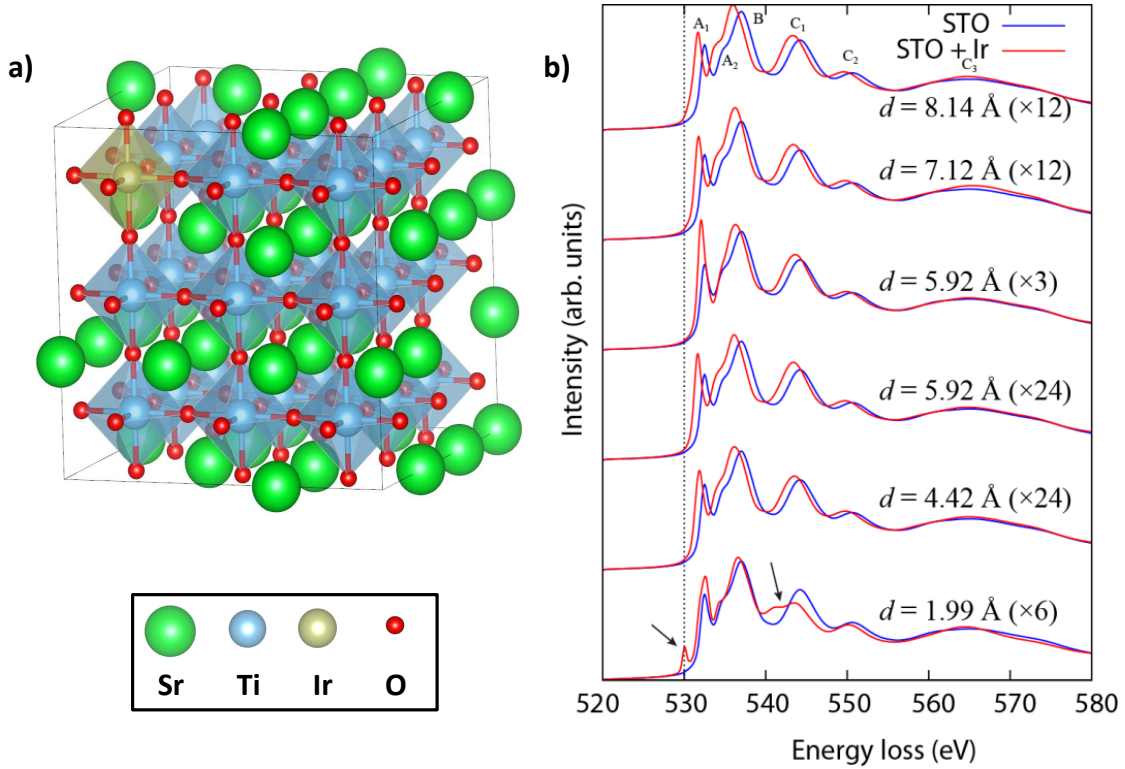 a)
Sr Ti Ir O
b)
A₁ B C₁ STO
A₂ C₂ STO + Ir
C₃
d = 8.14 Å (×12)
d = 7.12 Å (×12)
d = 5.92 Å (×3)
d = 5.92 Å (×24)
d = 4.42 Å (×24)
d = 1.99 Å (×6)
Intensity (arb. units)
520 530 540 550 560 570 580
Energy loss (eV)